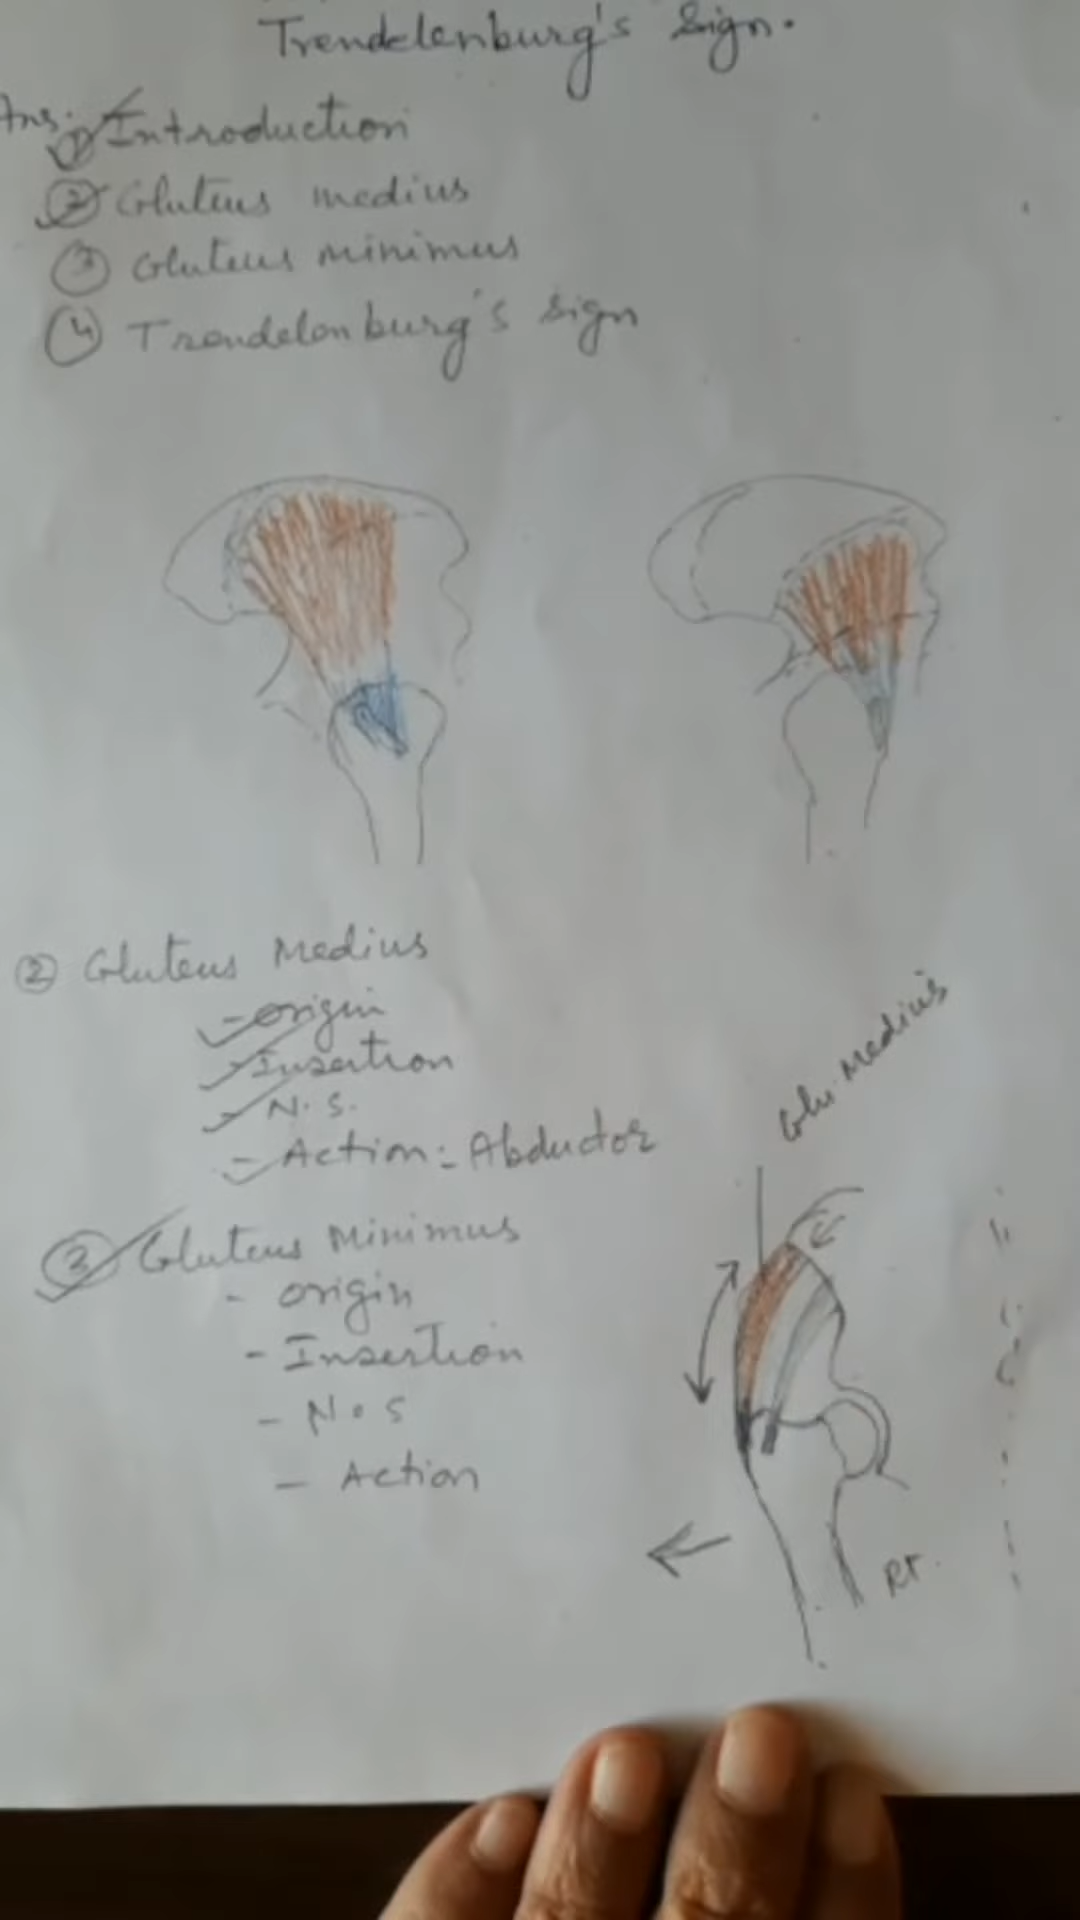 Trendelenburg's Sign.
Ans. ① Introduction
② Gluteus medius
③ Gluteus minimus
④ Trendelenburg's sign
② Gluteus Medius
- origin
- Insertion
- N.S.
- Action:- Abductor
Glu. Medius
③ Gluteus Minimus
- origin
- Insertion
- N.S
- Action
RT.